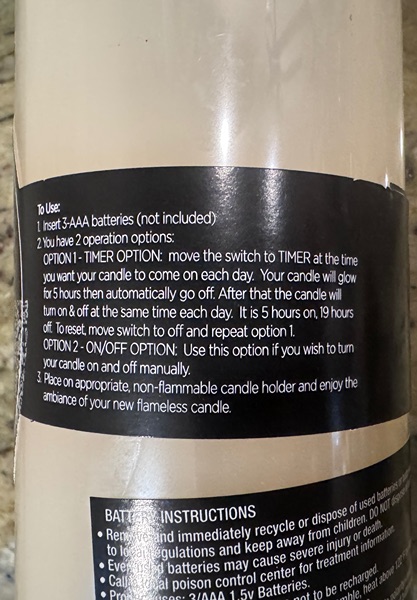 To Use:
1. Insert 3-AAA batteries (not included)
2. You have 2 operation options:
OPTION 1 - TIMER OPTION: move the switch to TIMER at the time
you want your candle to come on each day. Your candle will glow
for 5 hours then automatically go off. After that the candle will
turn on & off at the same time each day. It is 5 hours on, 19 hours
off. To reset, move switch to off and repeat option 1.
OPTION 2 - ON/OFF OPTION: Use this option if you wish to turn
your candle on and off manually.
3. Place on appropriate, non-flammable candle holder and enjoy the
ambiance of your new flameless candle.
INSTRUCTIONS
• and immediately recycle or dispose of used batteries
to regulations and keep away from children. DO NOT
• batteries may cause severe injury or death.
• Call poison control center for treatment information.
• 3/AAA 1.5v Batteries.
not to be recharged.
heat above